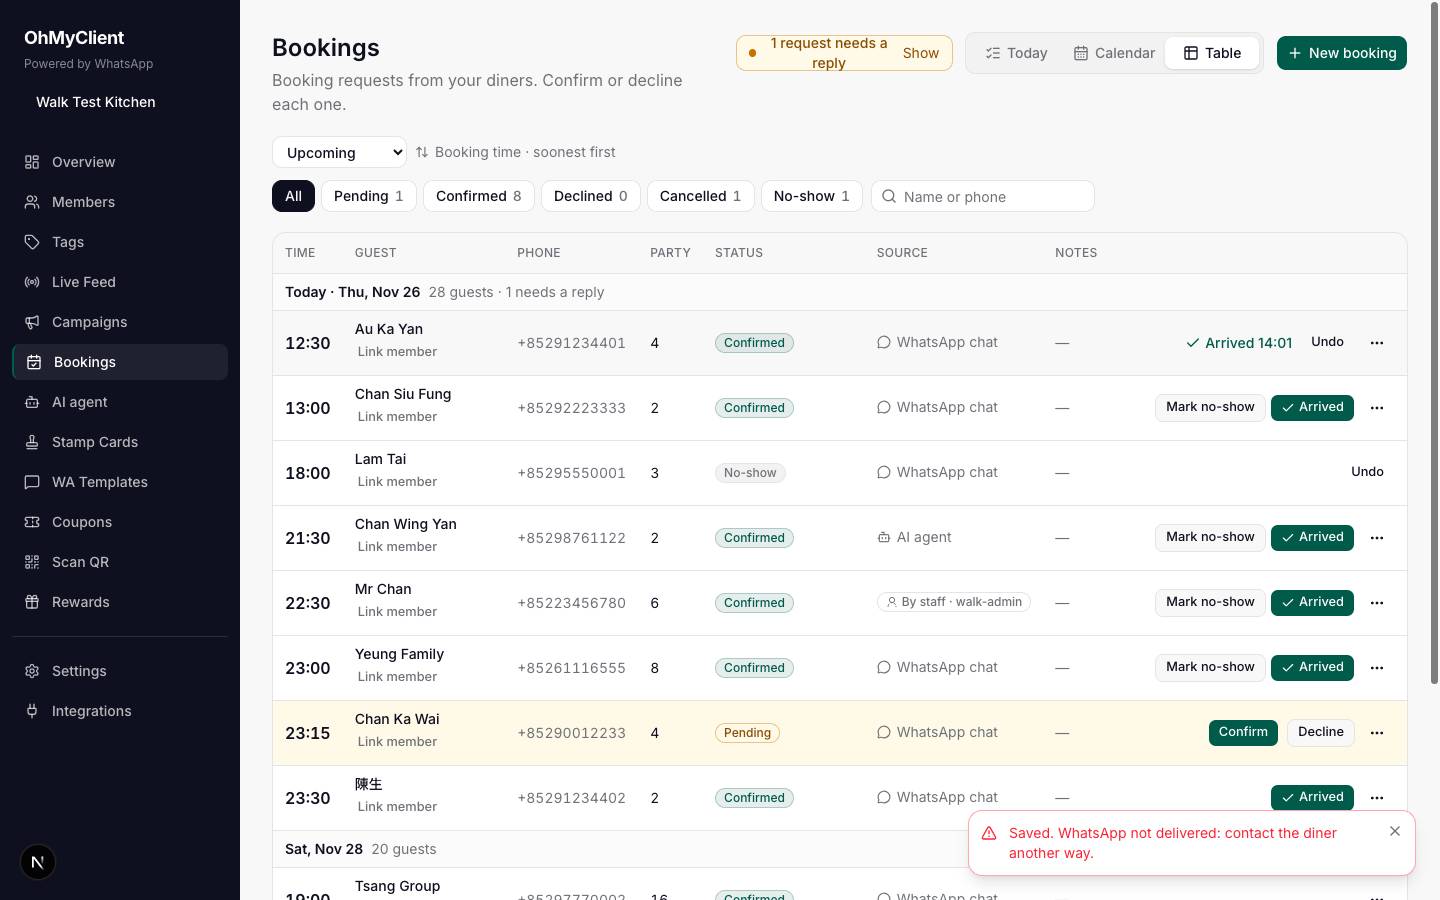 OhMyClient
Powered by WhatsApp
Walk Test Kitchen
Overview
Members
Tags
Live Feed
Campaigns
Bookings
AI agent
Stamp Cards
WA Templates
Coupons
Scan QR
Rewards
Settings
Integrations
N
Bookings
Booking requests from your diners. Confirm or decline
each one.
1 request needs a
reply
Show
Today
Calendar
Table
New booking
Upcoming
Booking time · soonest first
All
Pending 1
Confirmed 8
Declined 0
Cancelled 1
No-show 1
Name or phone
TIME GUEST PHONE PARTY STATUS SOURCE NOTES
Today · Thu, Nov 26 28 guests · 1 needs a reply
12:30 Au Ka Yan Link member +85291234401 4 Confirmed WhatsApp chat — Arrived 14:01 Undo
13:00 Chan Siu Fung Link member +85292223333 2 Confirmed WhatsApp chat — Mark no-show Arrived
18:00 Lam Tai Link member +85295550001 3 No-show WhatsApp chat — Undo
21:30 Chan Wing Yan Link member +85298761122 2 Confirmed AI agent — Mark no-show Arrived
22:30 Mr Chan Link member +85223456780 6 Confirmed By staff · walk-admin — Mark no-show Arrived
23:00 Yeung Family Link member +85261116555 8 Confirmed WhatsApp chat — Mark no-show Arrived
23:15 Chan Ka Wai Link member +85290012233 4 Pending WhatsApp chat — Confirm Decline
23:30 陳生 Link member +85291234402 2 Confirmed WhatsApp chat — Arrived
Sat, Nov 28 20 guests
19:00 Tsang Group +85297770002 16 Confirmed WhatsApp chat
Saved. WhatsApp not delivered: contact the diner
another way.